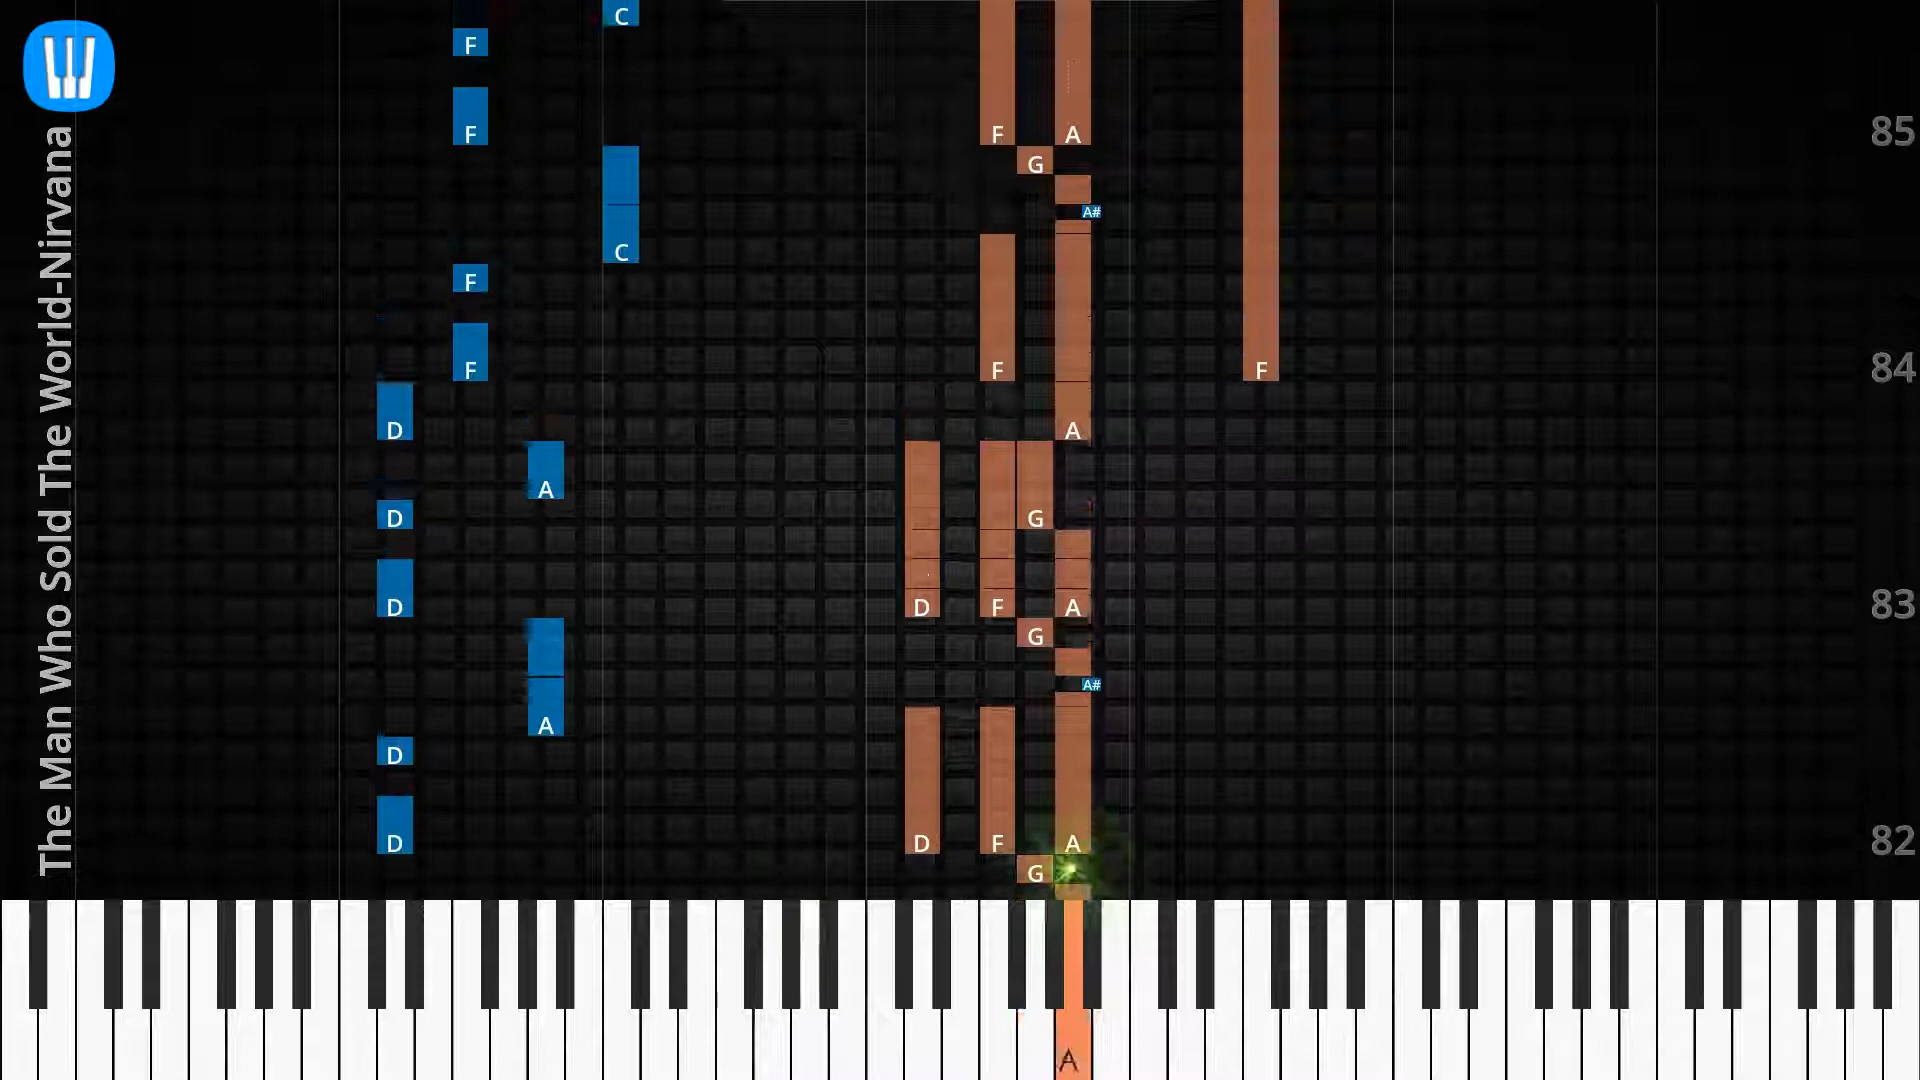 The Man Who Sold The World-Nirvana
C
F
F F A 85
G
A#
C
F
F F F 84
D A
A
D G
D D F A 83
G
A#
A
D
D D F A 82
G
A